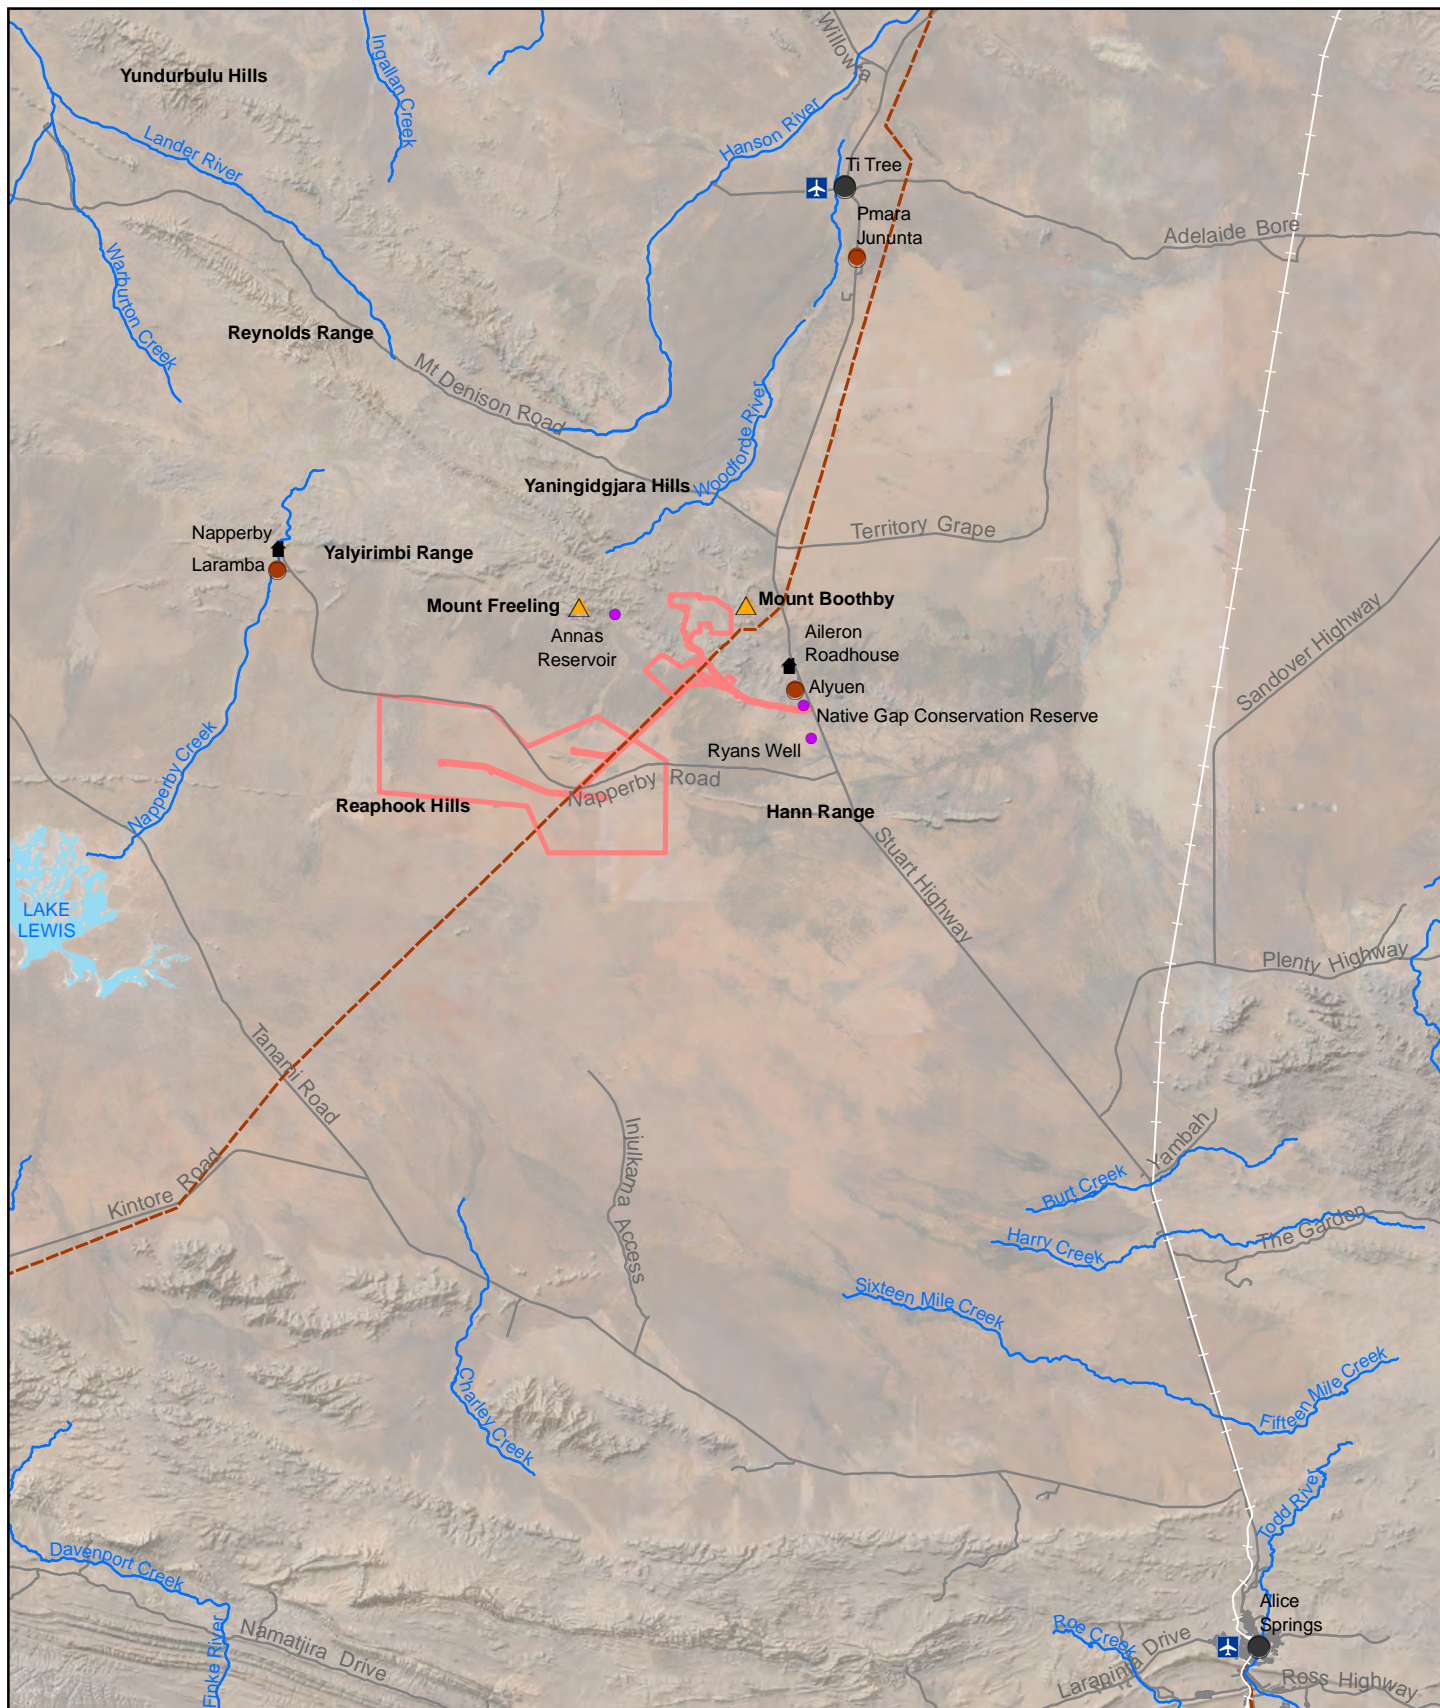 Willowra
Ingallan Creek
Yundurbulu Hills
Lander River
Hanson River
Ti Tree
Pmara
Jununta
Adelaide Bore
Warburton Creek
Reynolds Range
Mt Denison Road
Woodforde River
Yaningidgjara Hills
Territory Grape
Napperby
Laramba
Yalyirimbi Range
Mount Freeling
Mount Boothby
Annas
Reservoir
Aileron
Roadhouse
Sandover Highway
Alyuen
Native Gap Conservation Reserve
Ryans Well
Napperby Creek
Napperby Road
Reaphook Hills
Hann Range
Stuart Highway
LAKE
LEWIS
Plenty Highway
Tanami Road
Injulkama Access
Kintore Road
Yambah
Burt Creek
Harry Creek
The Garden
Sixteen Mile Creek
Fifteen Mile Creek
Charley Creek
Todd River
Davenport Creek
Finke River
Namatjira Drive
Alice
Springs
Roe Creek
Larapinta Drive
Ross Highway